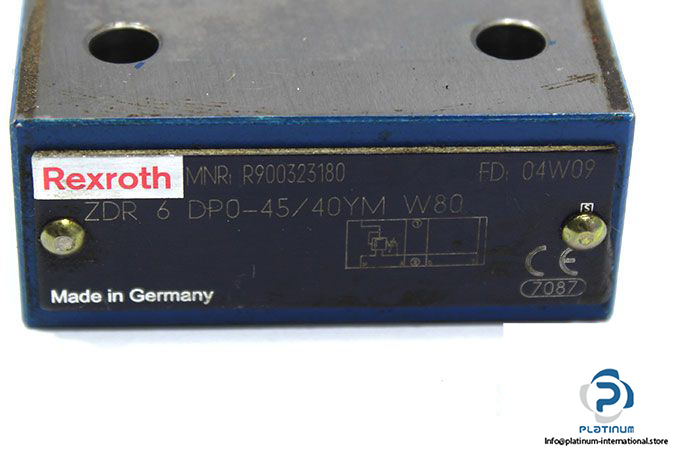 Rexroth MNR: R900323180 FD: 04W09
ZDR 6 DP0-45/40YM W80
CE
Made in Germany
7087
PLATINUM
info@platinum-international.store